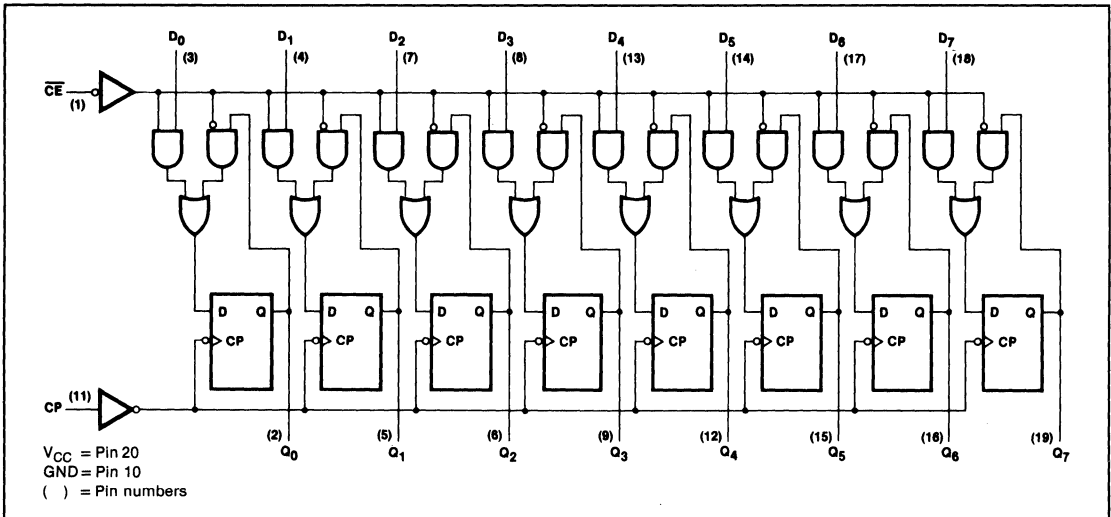 D0 D1 D2 D3 D4 D5 D6 D7
(3) (4) (7) (8) (13) (14) (17) (18)
CE
(1)
D Q D Q D Q D Q D Q D Q D Q D Q
CP CP CP CP CP CP CP CP
CP (11)
(2) (5) (6) (9) (12) (15) (16) (19)
Q0 Q1 Q2 Q3 Q4 Q5 Q6 Q7
VCC = Pin 20
GND = Pin 10
( ) = Pin numbers